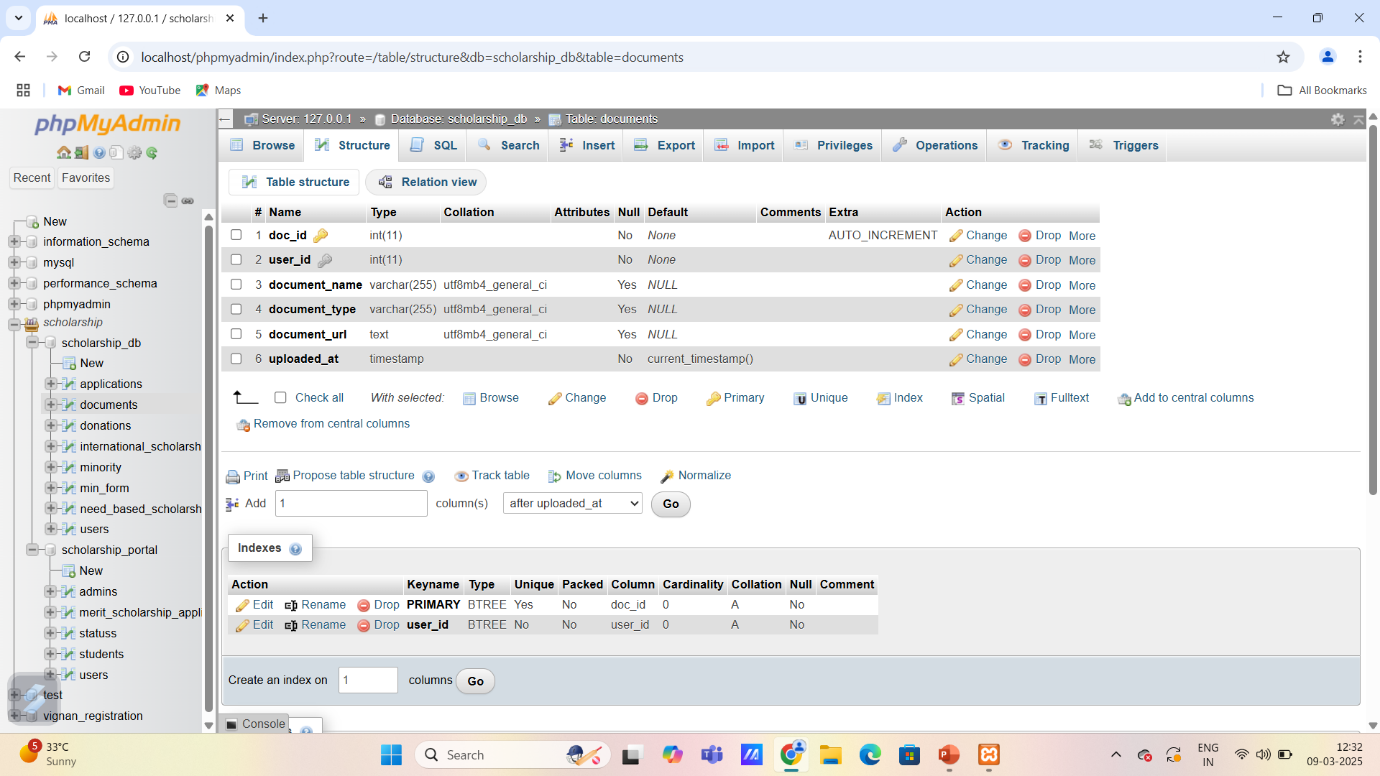 localhost / 127.0.0.1 / scholarsh
localhost/phpmyadmin/index.php?route=/table/structure&db=scholarship_db&table=documents
Gmail YouTube Maps All Bookmarks
phpMyAdmin
Recent Favorites
New
information_schema
mysql
performance_schema
phpmyadmin
scholarship
scholarship_db
New
applications
documents
donations
international_scholarsh
minority
min_form
need_based_scholarsh
users
scholarship_portal
New
admins
merit_scholarship_appli
statuss
students
users
test
vignan_registration
Server: 127.0.0.1 » Database: scholarship_db » Table: documents
Browse Structure SQL Search Insert Export Import Privileges Operations Tracking Triggers
Table structure Relation view
# Name Type Collation Attributes Null Default Comments Extra Action
1 doc_id int(11) No None AUTO_INCREMENT Change Drop More
2 user_id int(11) No None Change Drop More
3 document_name varchar(255) utf8mb4_general_ci Yes NULL Change Drop More
4 document_type varchar(255) utf8mb4_general_ci Yes NULL Change Drop More
5 document_url text utf8mb4_general_ci Yes NULL Change Drop More
6 uploaded_at timestamp No current_timestamp() Change Drop More
Check all With selected: Browse Change Drop Primary Unique Index Spatial Fulltext Add to central columns
Remove from central columns
Print Propose table structure Track table Move columns Normalize
Add 1 column(s) after uploaded_at Go
Indexes
Action Keyname Type Unique Packed Column Cardinality Collation Null Comment
Edit Rename Drop PRIMARY BTREE Yes No doc_id 0 A No
Edit Rename Drop user_id BTREE No No user_id 0 A No
Create an index on 1 columns Go
Console
5 33°C
Sunny
Search
ENG
IN
12:32
09-03-2025